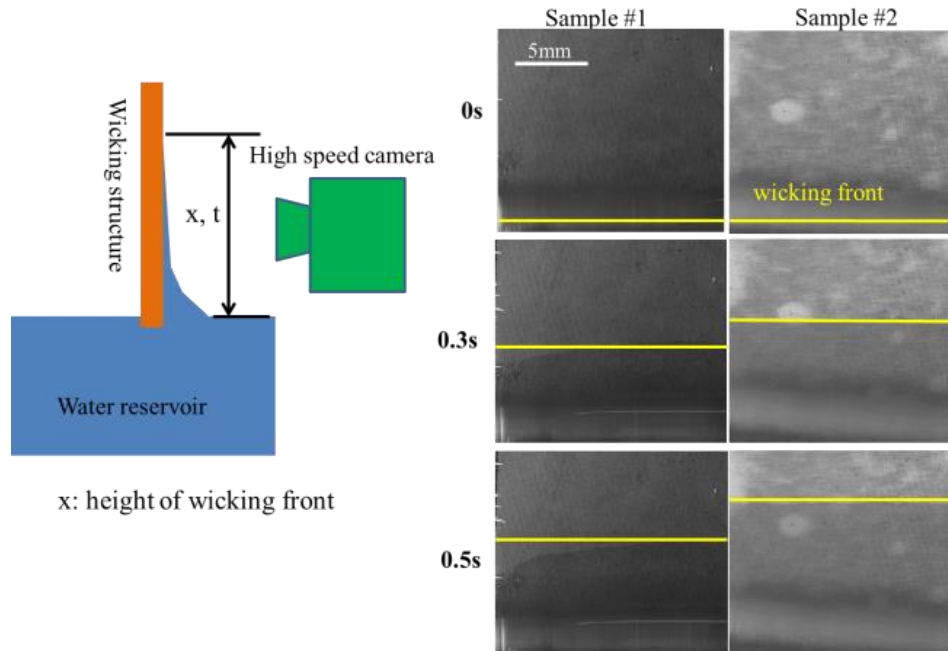 Sample #1
Sample #2
5mm
0s
Wicking structure
High speed camera
x, t
wicking front
0.3s
Water reservoir
x: height of wicking front
0.5s